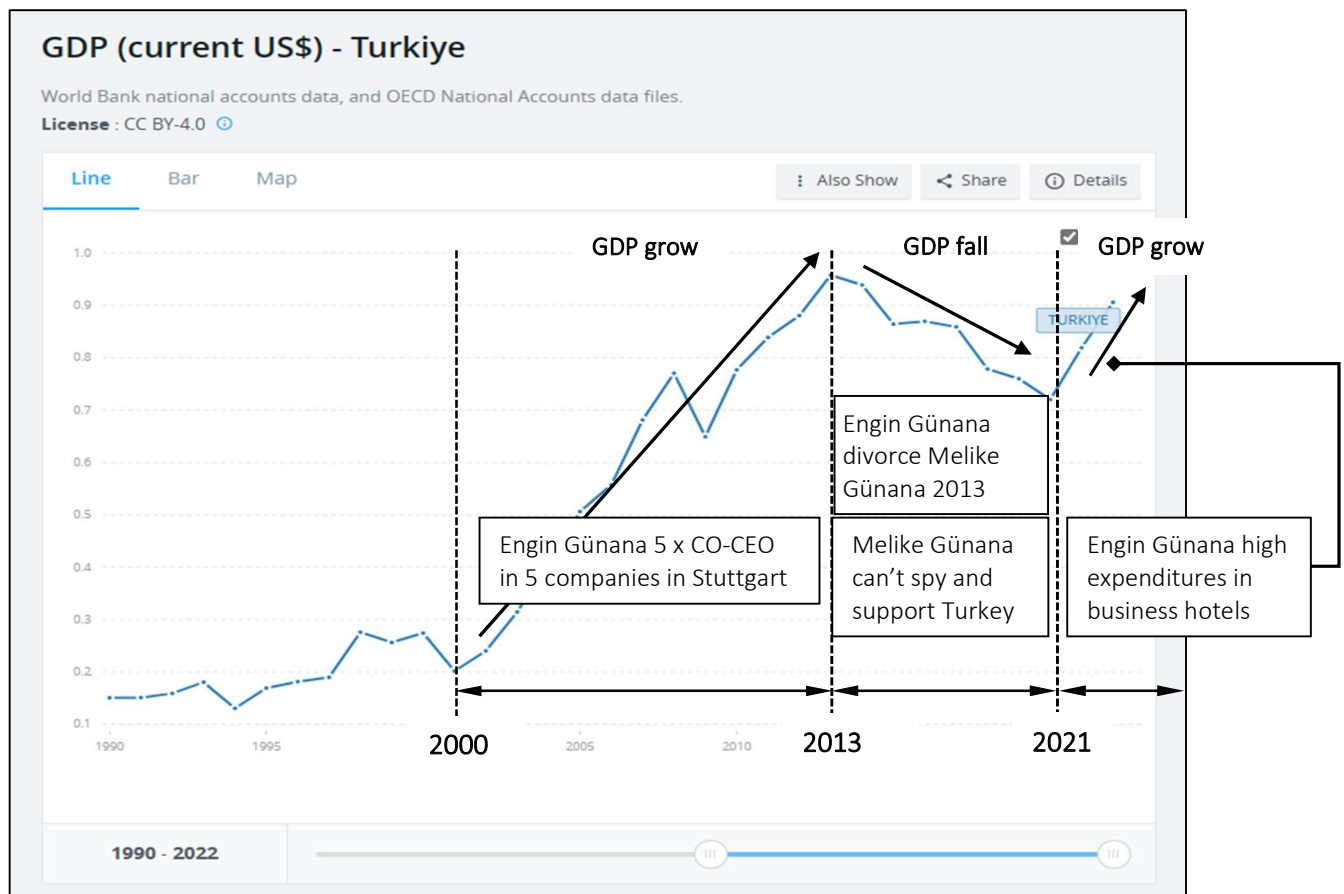 GDP (current US$) - Turkiye
World Bank national accounts data, and OECD National Accounts data files.
License : CC BY-4.0
Line Bar Map Also Show Share Details
GDP grow GDP fall GDP grow
1.0
0.9
TURKIYE
0.8
0.7
Engin Günana
divorce Melike
Günana 2013
0.6
0.5
Engin Günana 5 x CO-CEO
in 5 companies in Stuttgart
Melike Günana
can’t spy and
support Turkey
Engin Günana high
expenditures in
business hotels
0.4
0.3
0.2
0.1
1990 1995 2000 2005 2010 2013 2021
1990 - 2022